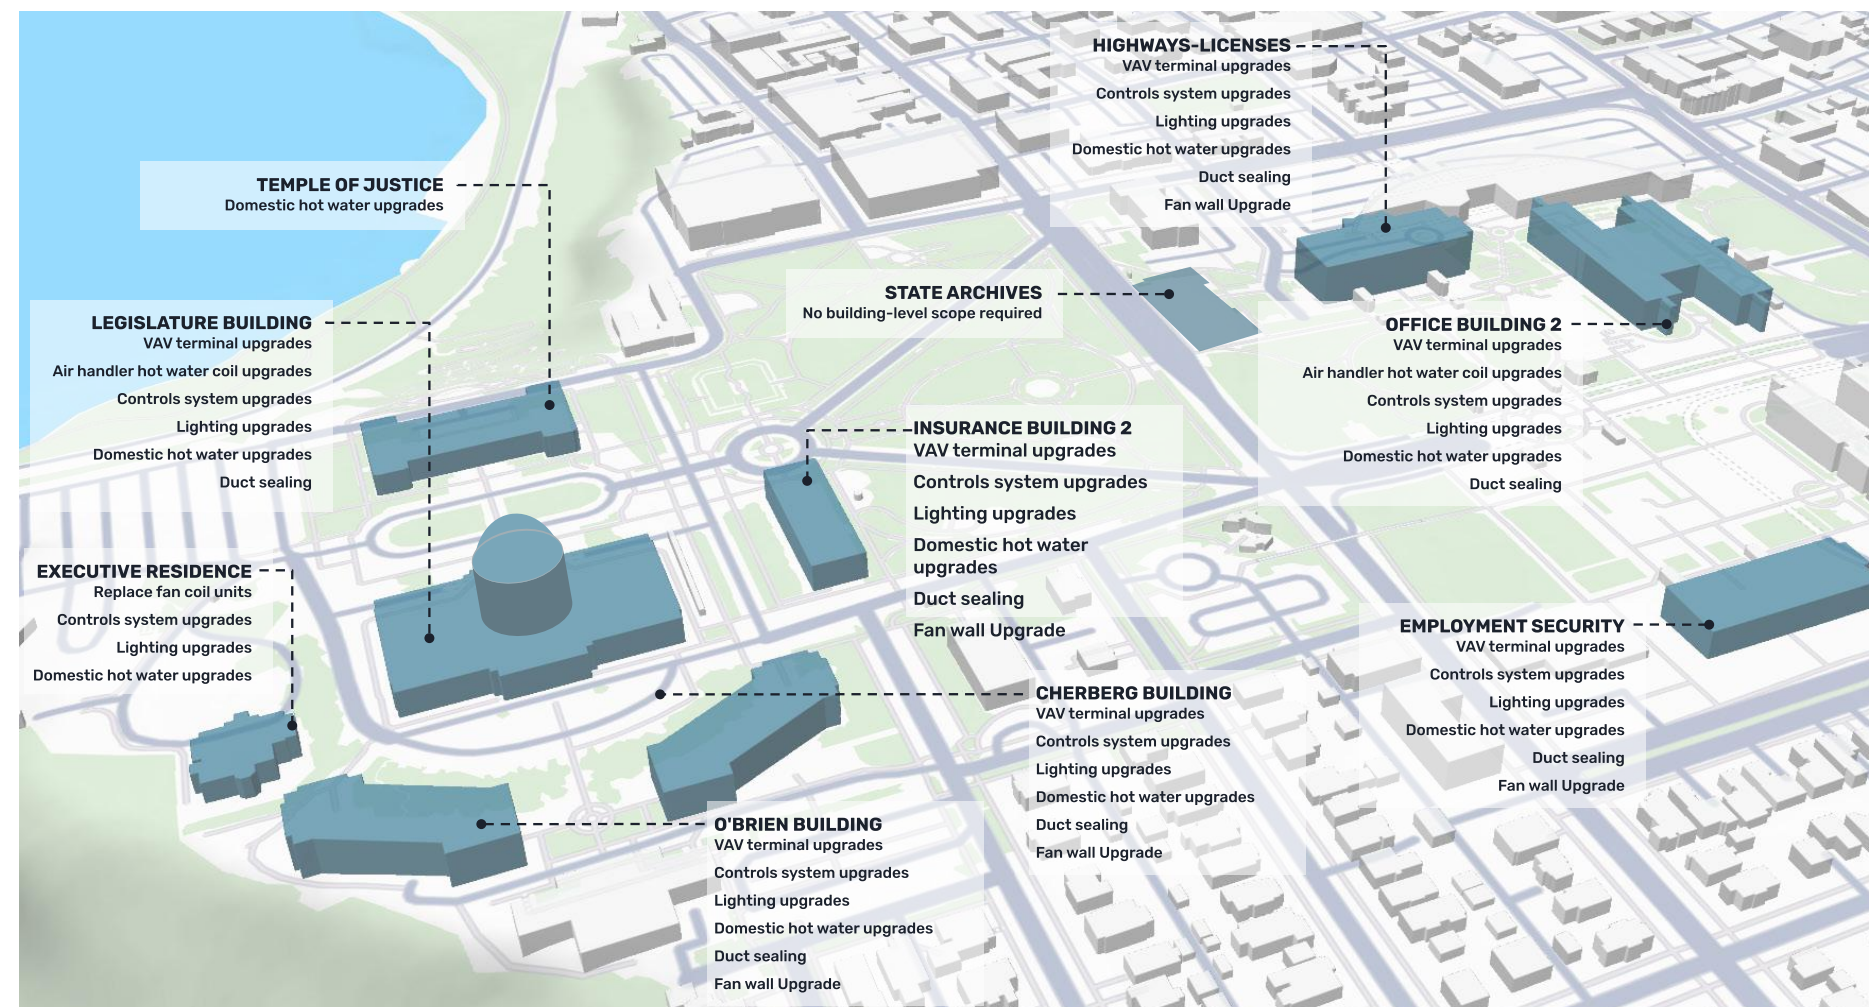 HIGHWAYS-LICENSES
VAV terminal upgrades
Controls system upgrades
Lighting upgrades
Domestic hot water upgrades
Duct sealing
Fan wall Upgrade
TEMPLE OF JUSTICE
Domestic hot water upgrades
STATE ARCHIVES
No building-level scope required
LEGISLATURE BUILDING
VAV terminal upgrades
Air handler hot water coil upgrades
Controls system upgrades
Lighting upgrades
Domestic hot water upgrades
Duct sealing
OFFICE BUILDING 2
VAV terminal upgrades
Air handler hot water coil upgrades
Controls system upgrades
Lighting upgrades
Domestic hot water upgrades
Duct sealing
INSURANCE BUILDING 2
VAV terminal upgrades
Controls system upgrades
Lighting upgrades
Domestic hot water
upgrades
Duct sealing
Fan wall Upgrade
EXECUTIVE RESIDENCE
Replace fan coil units
Controls system upgrades
Lighting upgrades
Domestic hot water upgrades
EMPLOYMENT SECURITY
VAV terminal upgrades
Controls system upgrades
Lighting upgrades
Domestic hot water upgrades
Duct sealing
Fan wall Upgrade
CHERBERG BUILDING
VAV terminal upgrades
Controls system upgrades
Lighting upgrades
Domestic hot water upgrades
Duct sealing
Fan wall Upgrade
O'BRIEN BUILDING
VAV terminal upgrades
Controls system upgrades
Lighting upgrades
Domestic hot water upgrades
Duct sealing
Fan wall Upgrade